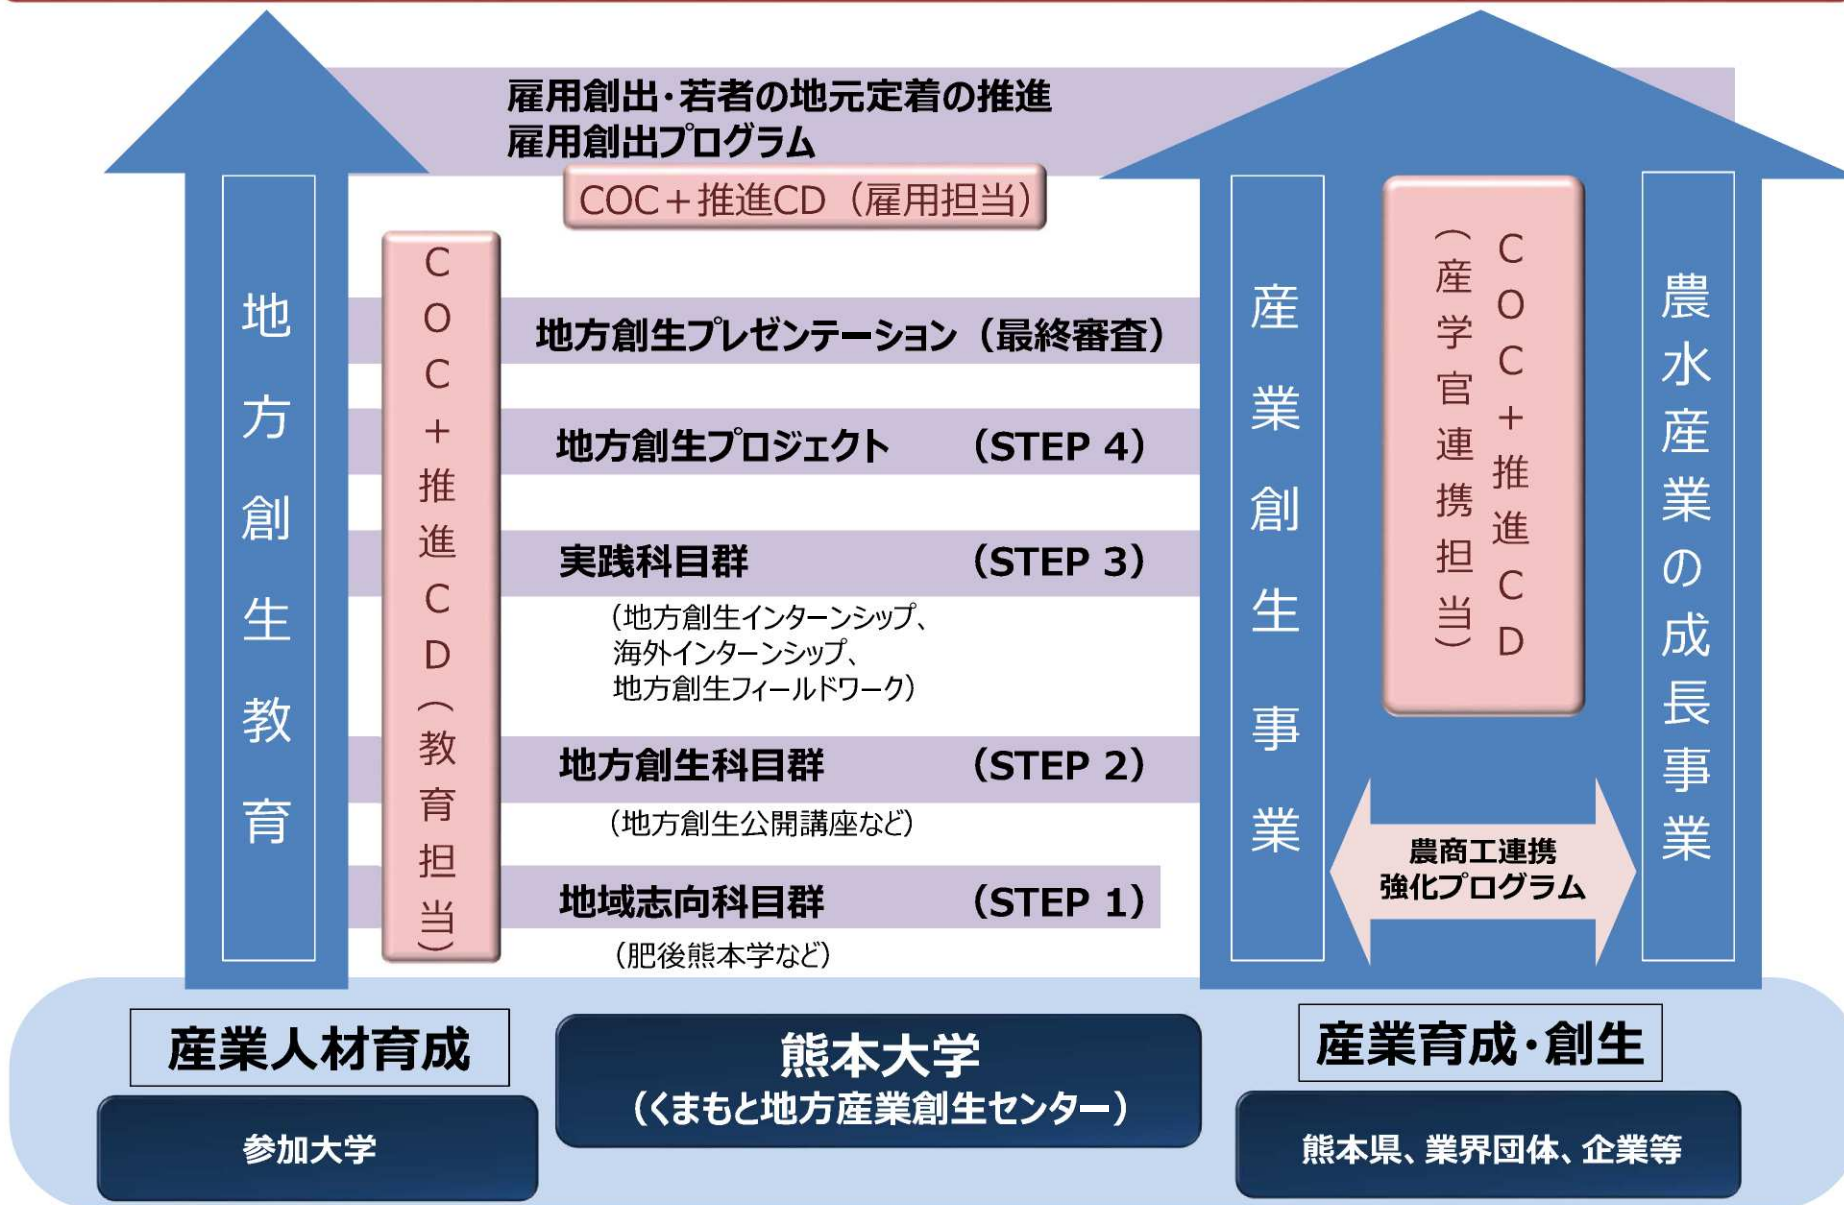 雇用創出･若者の地元定着の推進
雇用創出プログラム
COC＋推進CD（雇用担当）
地方創生教育
COC+推進CD（教育担当）
地方創生プレゼンテーション（最終審査）
地方創生プロジェクト （STEP 4）
実践科目群 （STEP 3）
（地方創生インターンシップ、
海外インターンシップ、
地方創生フィールドワーク）
地方創生科目群 （STEP 2）
（地方創生公開講座など）
地域志向科目群 （STEP 1）
（肥後熊本学など）
産業創生事業
COC+推進CD
（産学官連携担当）
農水産業の成長事業
農商工連携
強化プログラム
産業人材育成
参加大学
熊本大学
（くまもと地方産業創生センター）
産業育成･創生
熊本県、業界団体、企業等